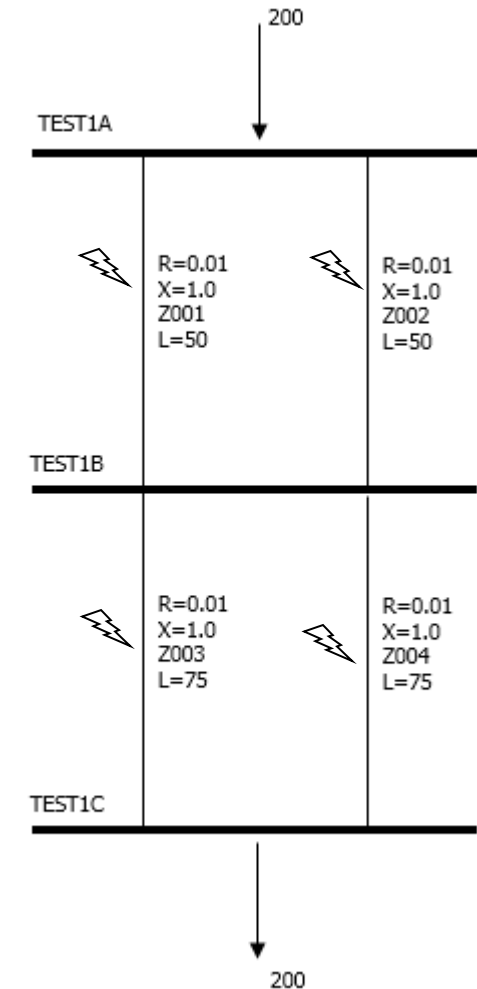 200
TEST1A
R=0.01
X=1.0
Z001
L=50
R=0.01
X=1.0
Z002
L=50
TEST1B
R=0.01
X=1.0
Z003
L=75
R=0.01
X=1.0
Z004
L=75
TEST1C
200